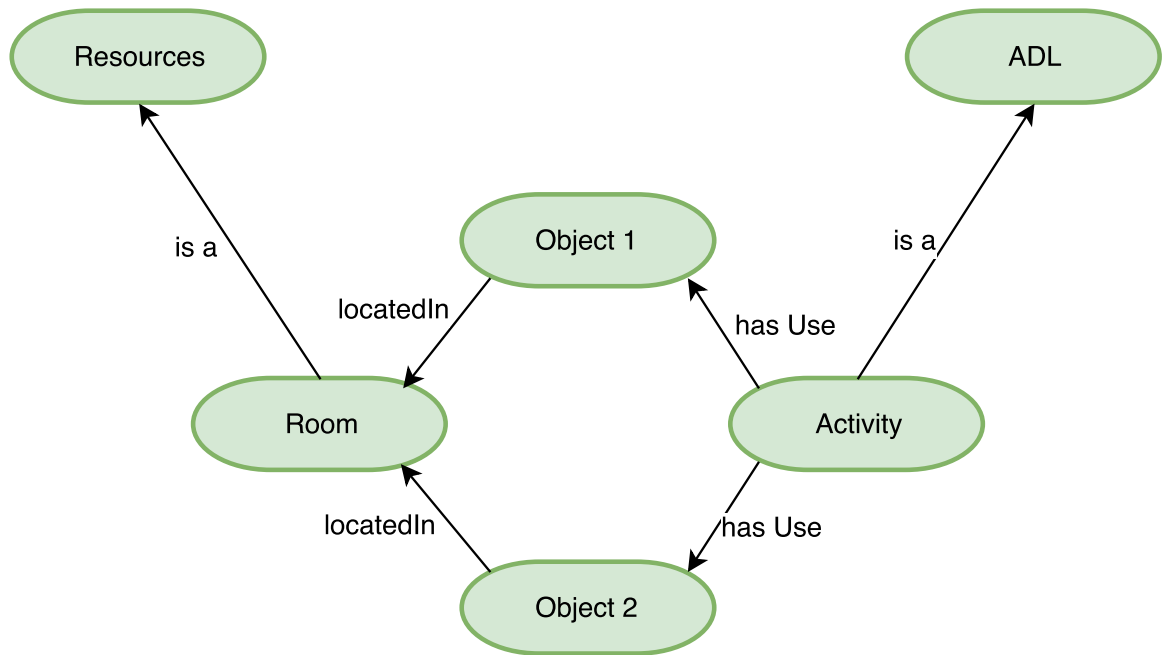 Resources
ADL
Object 1
is a
is a
locatedIn
has Use
Room
Activity
locatedIn
has Use
Object 2